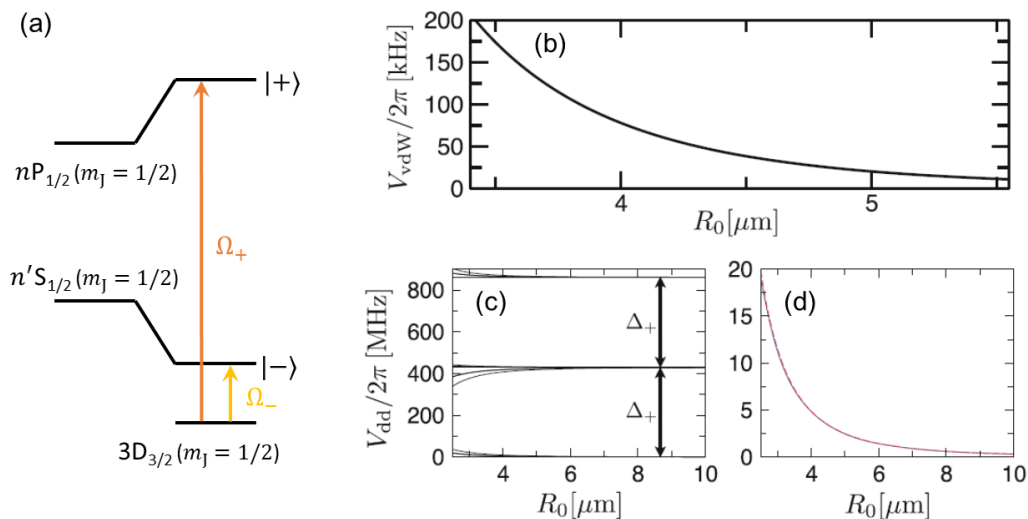 (a)
|+⟩
nP1/2 (mJ = 1/2)
Ω+
n′S1/2 (mJ = 1/2)
|−⟩
Ω−
3D3/2 (mJ = 1/2)
(b)
VvdW/2π [kHz]
200
150
100
50
0
4
5
R0[μm]
(c)
Vdd/2π [MHz]
800
600
400
200
0
Δ+
Δ+
4
6
8
10
R0[μm]
(d)
20
15
10
5
0
4
6
8
10
R0[μm]